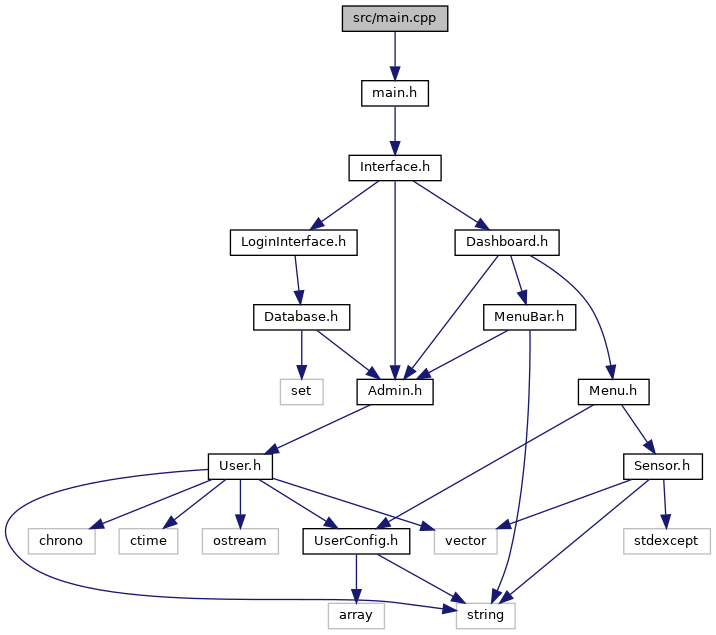 src/main.cpp
main.h
Interface.h
LoginInterface.h
Dashboard.h
Database.h
MenuBar.h
set
Admin.h
Menu.h
User.h
Sensor.h
chrono
ctime
ostream
UserConfig.h
vector
stdexcept
array
string